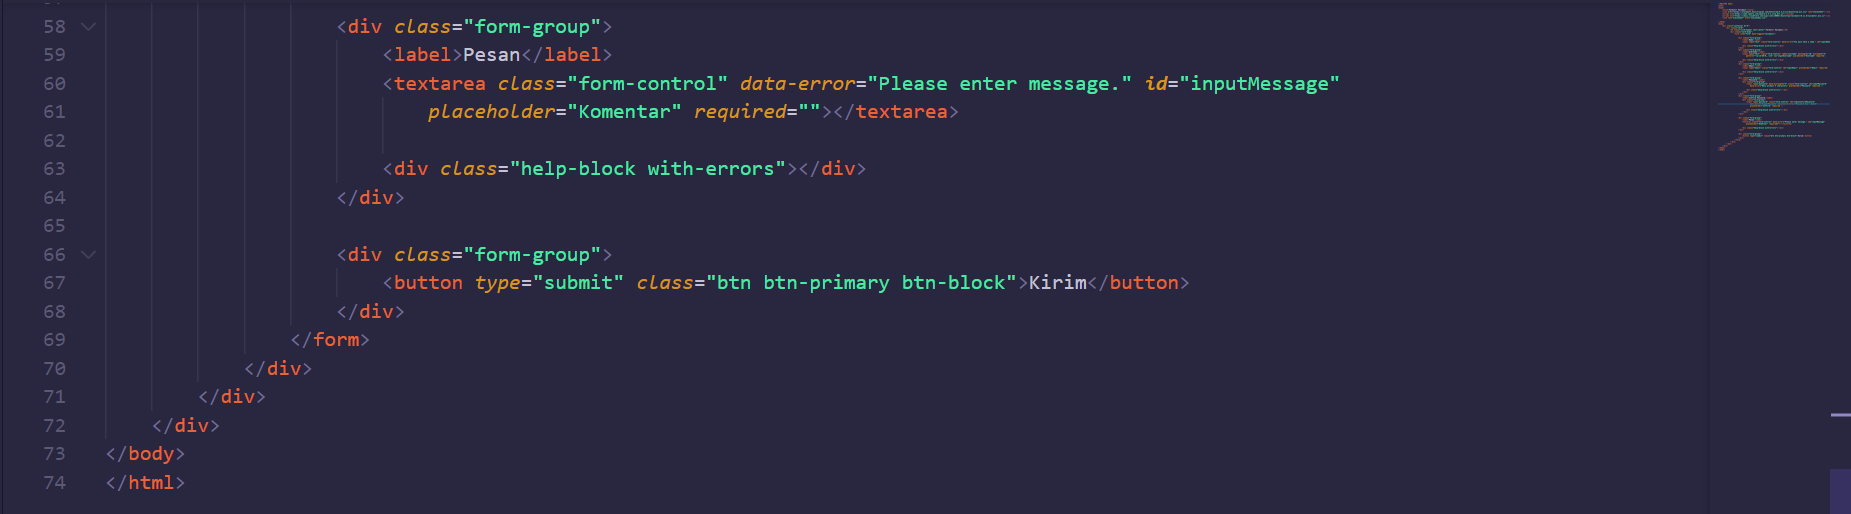 58 <div class="form-group">
59 <label>Pesan</label>
60 <textarea class="form-control" data-error="Please enter message." id="inputMessage"
61 placeholder="Komentar" required=""></textarea>
62
63 <div class="help-block with-errors"></div>
64 </div>
65
66 <div class="form-group">
67 <button type="submit" class="btn btn-primary btn-block">Kirim</button>
68 </div>
69 </form>
70 </div>
71 </div>
72 </div>
73 </body>
74 </html>